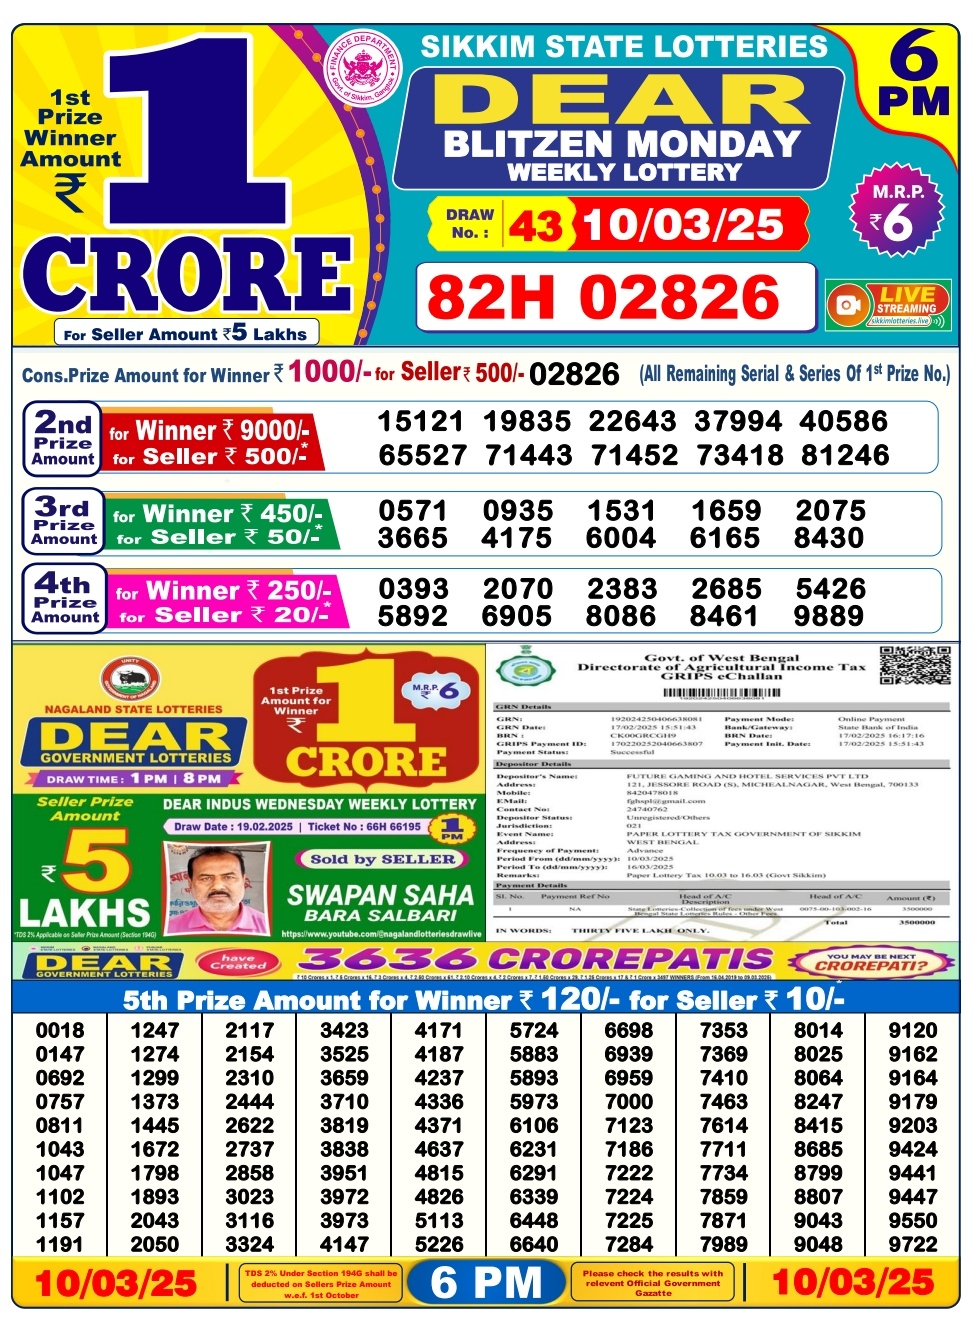 1st
Prize
Winner
Amount
₹
1
CRORE
For Seller Amount ₹5 Lakhs
FINANCE DEPARTMENT
Govt. of Sikkim, Gangtok
SIKKIM STATE LOTTERIES
DEAR
BLITZEN MONDAY
WEEKLY LOTTERY
6
PM
DRAW
No. :
43
10/03/25
M.R.P.
₹6
82H 02826
LIVE
STREAMING
sikkimlotteries.live
Cons.Prize Amount for Winner ₹ 1000/- for Seller ₹ 500/- 02826 (All Remaining Serial & Series Of 1st Prize No.)
2nd
Prize
Amount
for Winner ₹ 9000/-
for Seller ₹ 500/-*
15121 19835 22643 37994 40586
65527 71443 71452 73418 81246
3rd
Prize
Amount
for Winner ₹ 450/-
for Seller ₹ 50/-*
0571 0935 1531 1659 2075
3665 4175 6004 6165 8430
4th
Prize
Amount
for Winner ₹ 250/-
for Seller ₹ 20/-*
0393 2070 2383 2685 5426
5892 6905 8086 8461 9889
UNITY
NAGALAND STATE LOTTERIES
DEAR
GOVERNMENT LOTTERIES
DRAW TIME : 1 PM | 8 PM
1st Prize
Amount for
Winner
₹
1
CRORE
M.R.P.
₹ 6
Seller Prize
Amount
₹ 5
LAKHS
*TDS 2% Applicable on Seller Prize Amount (Section 194G)
DEAR INDUS WEDNESDAY WEEKLY LOTTERY
Draw Date : 19.02.2025 | Ticket No : 66H 66195
1
PM
Sold by SELLER
SWAPAN SAHA
BARA SALBARI
https://www.youtube.com/@nagalandlotteriesdrawlive
Govt. of West Bengal
Directorate of Agricultural Income Tax
GRIPS eChallan
GRN Details
GRN: 192024250406638081 Payment Mode: Online Payment
GRN Date: 17/02/2025 15:51:43 Bank/Gateway: State Bank of India
BRN : CK00GRCGH9 BRN Date: 17/02/2025 16:17:16
GRIPS Payment ID: 170220252040663807 Payment Init. Date: 17/02/2025 15:51:43
Payment Status: Successful
Depositor Details
Depositor's Name: FUTURE GAMING AND HOTEL SERVICES PVT LTD
Address: 121, JESSORE ROAD (S), MICHEALNAGAR, West Bengal, 700133
Mobile: 8420478018
EMail: fghspl@gmail.com
Contact No: 24740762
Depositor Status: Unregistered/Others
Jurisdiction: 021
Event Name: PAPER LOTTERY TAX GOVERNMENT OF SIKKIM
Address: WEST BENGAL
Frequency of Payment: Advance
Period From (dd/mm/yyyy): 10/03/2025
Period To (dd/mm/yyyy): 16/03/2025
Remarks: Paper Lottery Tax 10.03 to 16.03 (Govt Sikkim)
Payment Details
Sl. No. Payment Ref No Head of A/C Description Head of A/C Amount (₹)
1 NA State Lotteries-Collection of fees under West Bengal State Lotteries Rules - Other Fees 0075-00-103-002-16 3500000
Total 3500000
IN WORDS: THIRTY FIVE LAKH ONLY.
DEAR
GOVERNMENT LOTTERIES
have
Created
3636 CROREPATIS
YOU MAY BE NEXT
CROREPATI?
5th Prize Amount for Winner ₹ 120/- for Seller ₹ 10/-
0018 1247 2117 3423 4171 5724 6698 7353 8014 9120
0147 1274 2154 3525 4187 5883 6939 7369 8025 9162
0692 1299 2310 3659 4237 5893 6959 7410 8064 9164
0757 1373 2444 3710 4336 5973 7000 7463 8247 9179
0811 1445 2622 3819 4371 6106 7123 7614 8415 9203
1043 1672 2737 3838 4637 6231 7186 7711 8685 9424
1047 1798 2858 3951 4815 6291 7222 7734 8799 9441
1102 1893 3023 3972 4826 6339 7224 7859 8807 9447
1157 2043 3116 3973 5113 6448 7225 7871 9043 9550
1191 2050 3324 4147 5226 6640 7284 7989 9048 9722
10/03/25
TDS 2% Under Section 194G shall be
deducted on Sellers Prize Amount
w.e.f. 1st October
6 PM
Please check the results with
relevent Official Government
Gazatte
10/03/25